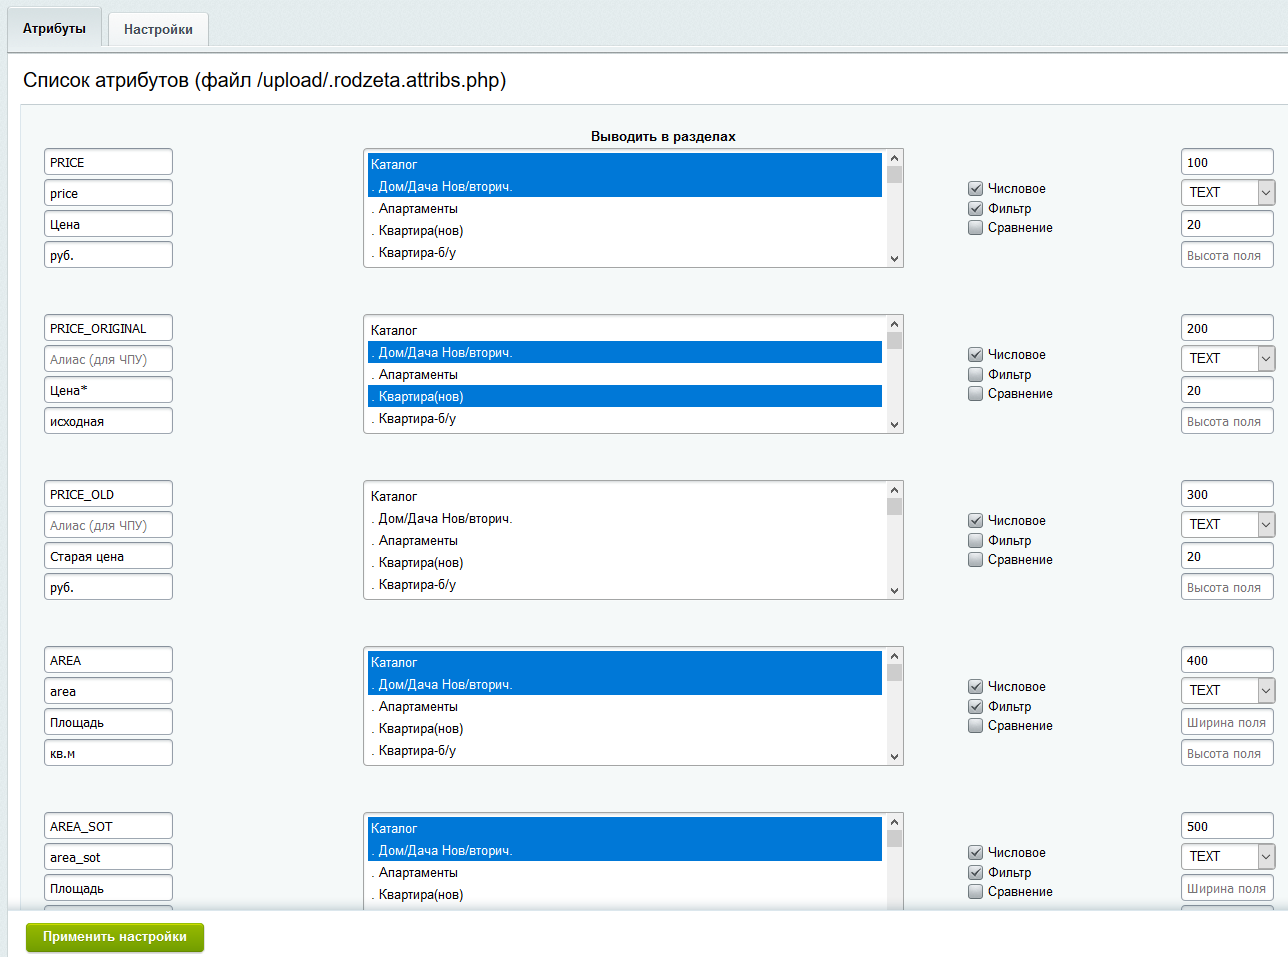 Атрибуты
Настройки
Список атрибутов (файл /upload/.rodzeta.attribs.php)
Выводить в разделах
PRICE
price
Цена
руб.
Каталог
. Дом/Дача Нов/вторич.
. Апартаменты
. Квартира(нов)
. Квартира-б/у
Числовое
Фильтр
Сравнение
100
TEXT
20
Высота поля
PRICE_ORIGINAL
Алиас (для ЧПУ)
Цена*
исходная
Каталог
. Дом/Дача Нов/вторич.
. Апартаменты
. Квартира(нов)
. Квартира-б/у
Числовое
Фильтр
Сравнение
200
TEXT
20
Высота поля
PRICE_OLD
Алиас (для ЧПУ)
Старая цена
руб.
Каталог
. Дом/Дача Нов/вторич.
. Апартаменты
. Квартира(нов)
. Квартира-б/у
Числовое
Фильтр
Сравнение
300
TEXT
20
Высота поля
AREA
area
Площадь
кв.м
Каталог
. Дом/Дача Нов/вторич.
. Апартаменты
. Квартира(нов)
. Квартира-б/у
Числовое
Фильтр
Сравнение
400
TEXT
Ширина поля
Высота поля
AREA_SOT
area_sot
Площадь
Каталог
. Дом/Дача Нов/вторич.
. Апартаменты
. Квартира(нов)
Числовое
Фильтр
Сравнение
500
TEXT
Ширина поля
Применить настройки